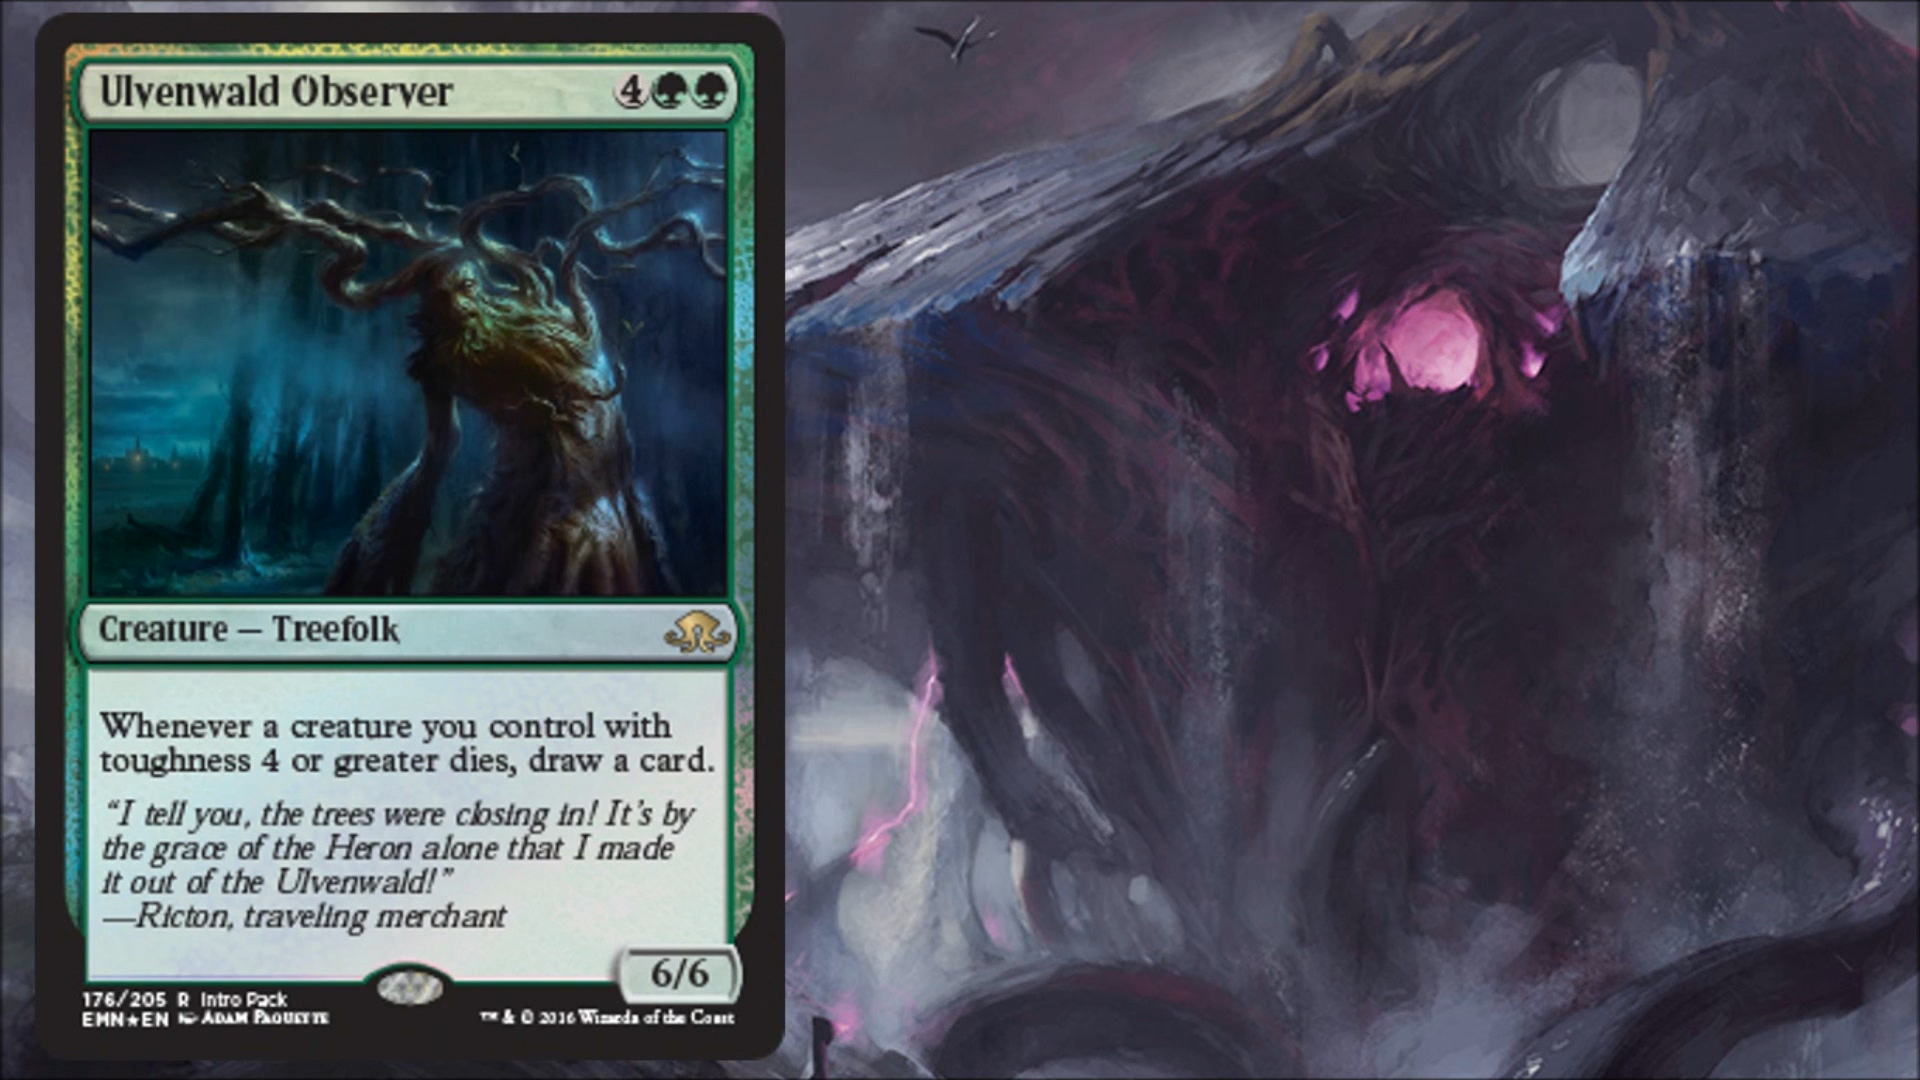 Ulvenwald Observer 4
Creature — Treefolk
Whenever a creature you control with
toughness 4 or greater dies, draw a card.
“I tell you, the trees were closing in! It’s by
the grace of the Heron alone that I made
it out of the Ulvenwald!”
—Ricton, traveling merchant
6/6
176/205 R Intro Pack
EMN★EN Adam Paquette
™ & © 2016 Wizards of the Coast